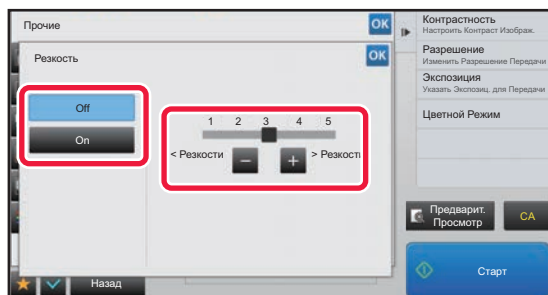 Прочие
OK
Резкость
OK
Off
On
1 2 3 4 5
< Резкости
−
+
> Резкости
Назад
Контрастность
Настроить Контраст Изображ.
Разрешение
Изменить Разрешение Передачи
Экспозиция
Указать Экспозиц. для Передачи
Цветной Режим
Предварит.
Просмотр
CA
Старт